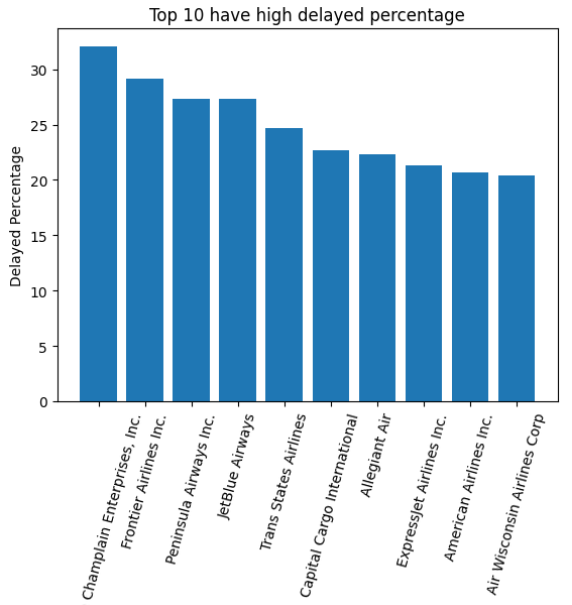 Top 10 have high delayed percentage
Delayed Percentage
30
25
20
15
10
5
0
Champlain Enterprises, Inc.
Frontier Airlines Inc.
Peninsula Airways Inc.
JetBlue Airways
Trans States Airlines
Capital Cargo International
Allegiant Air
ExpressJet Airlines Inc.
American Airlines Inc.
Air Wisconsin Airlines Corp